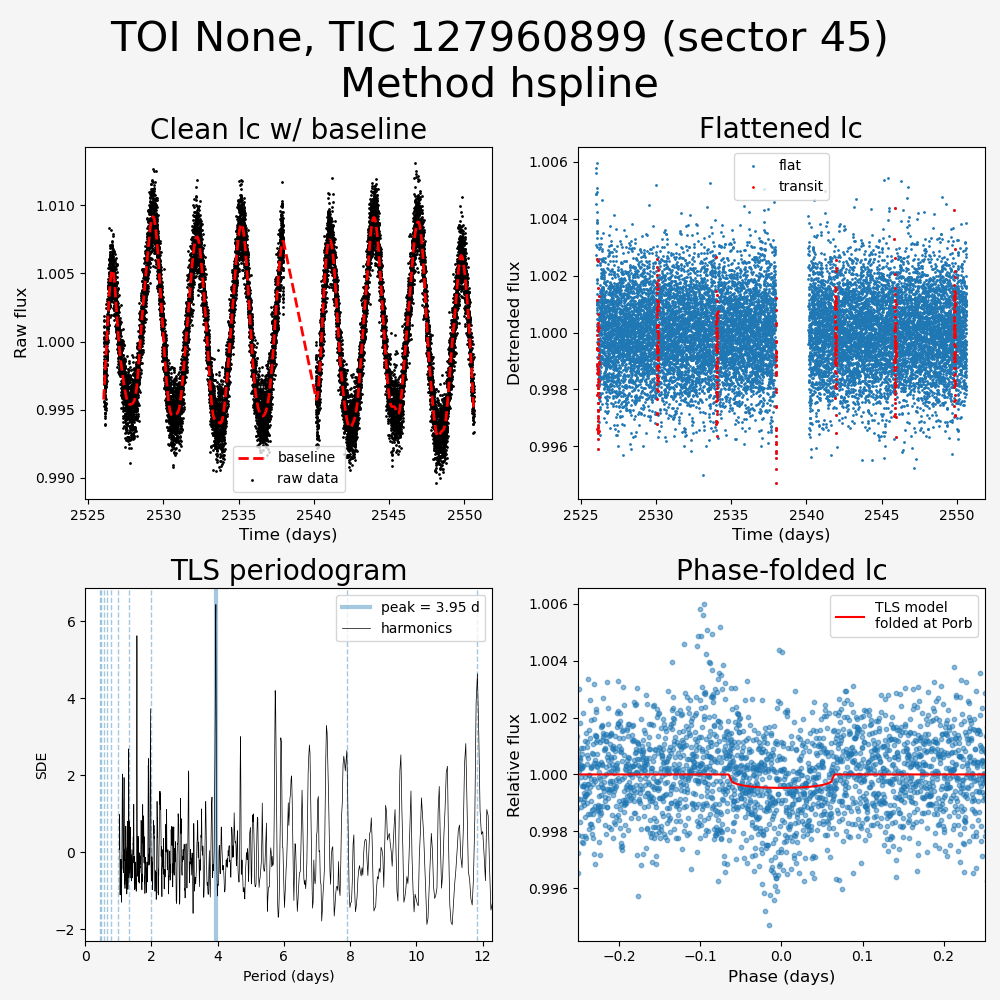 TOI None, TIC 127960899 (sector 45)
Method hspline
Clean lc w/ baseline
Raw flux
1.010
1.005
1.000
0.995
0.990
baseline
raw data
2525
2530
2535
2540
2545
2550
Time (days)
Flattened lc
Detrended flux
1.006
1.004
1.002
1.000
0.998
0.996
flat
transit
2525
2530
2535
2540
2545
2550
Time (days)
TLS periodogram
SDE
6
4
2
0
−2
peak = 3.95 d
harmonics
0
2
4
6
8
10
12
Period (days)
Phase-folded lc
Relative flux
1.006
1.004
1.002
1.000
0.998
0.996
TLS model
folded at Porb
−0.2
−0.1
0.0
0.1
0.2
Phase (days)